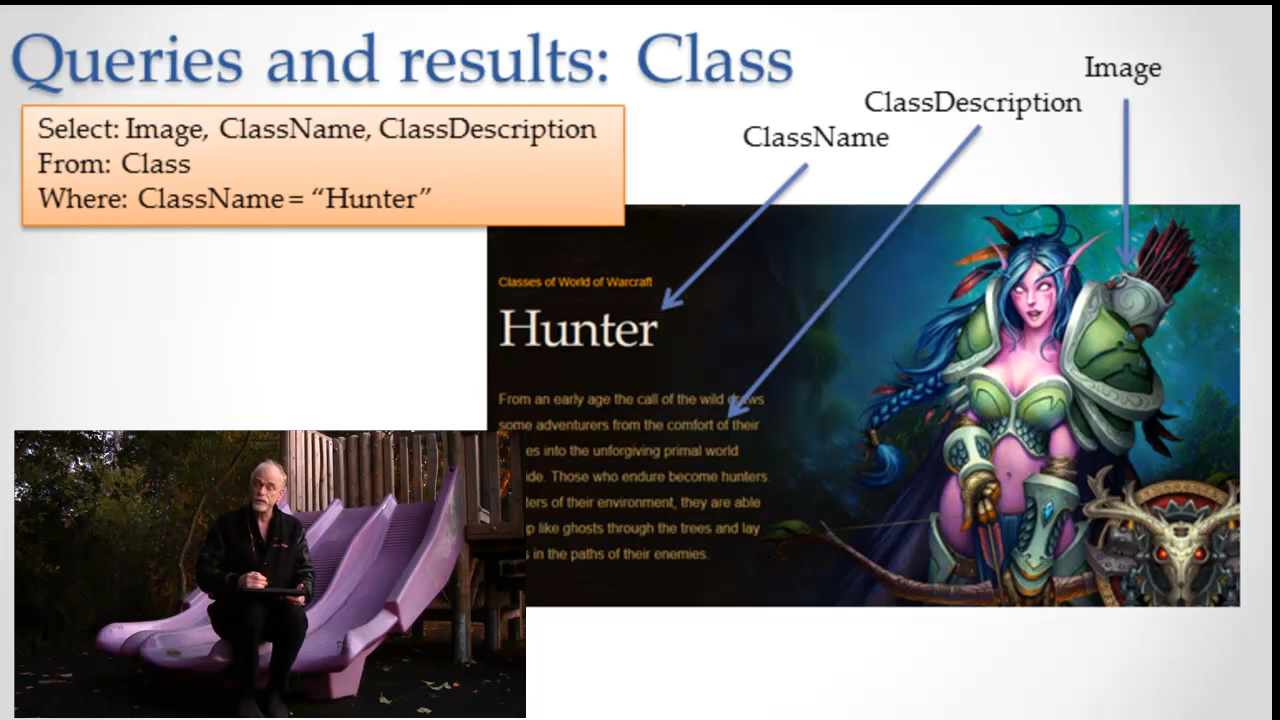 Queries and results: Class
Select: Image, ClassName, ClassDescription
From: Class
Where: ClassName = “Hunter”
Image
ClassDescription
ClassName
Classes of World of Warcraft
Hunter
From an early age the call of the wild
some adventurers from the comfort of their
into the unforgiving primal world
Those who endure become hunters
of their environment, they are able
like ghosts through the trees and lay
in the paths of their enemies.